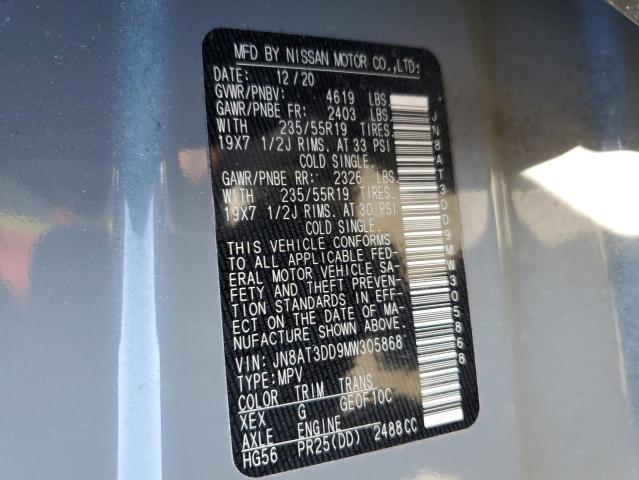 MFD BY NISSAN MOTOR CO.,LTD.
DATE: 12/20
GVWR/PNBV: 4619 LBS
GAWR/PNBE FR: 2403 LBS.
WITH 235/55R19 TIRES.
19X7 1/2J RIMS. AT 33 PSI
COLD SINGLE.
GAWR/PNBE RR: 2326 LBS.
WITH 235/55R19 TIRES.
19X7 1/2J RIMS. AT 30 PSI
COLD SINGLE.
THIS VEHICLE CONFORMS
TO ALL APPLICABLE FED-
ERAL MOTOR VEHICLE SA-
FETY AND THEFT PREVEN-
TION STANDARDS IN EFF-
ECT ON THE DATE OF MA-
NUFACTURE SHOWN ABOVE.
VIN: JN8AT3DD9MW305868
TYPE:MPV
COLOR TRIM TRANS
XEX G GE0F10C
AXLE ENGINE
HG56 PR25(DD) 2488CC
JN8AT3DD9MW305868